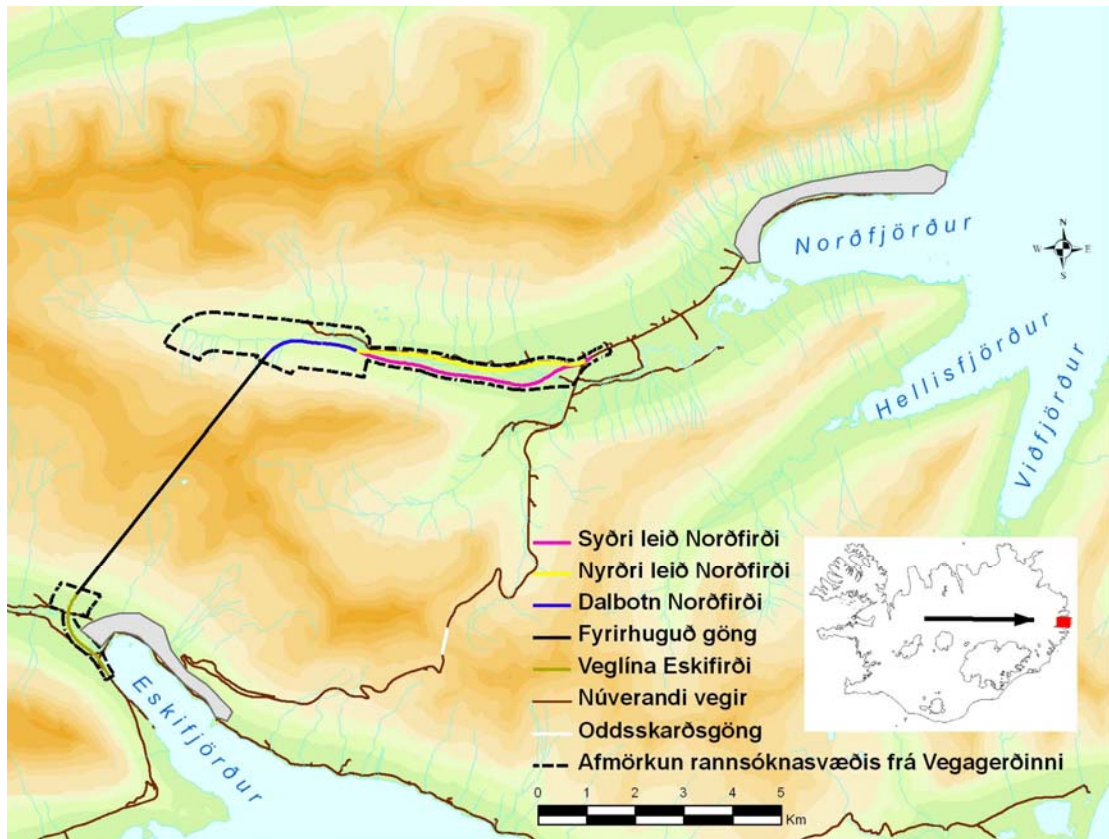 Norðfjörður
N
W E
S
Hellisfjörður
Viðfjörður
Eskifjörður
Syðri leið Norðfirði
Nyrðri leið Norðfirði
Dalbotn Norðfirði
Fyrirhuguð göng
Veglína Eskifirði
Núverandi vegir
Oddsskarðsgöng
Afmörkun rannsóknasvæðis frá Vegagerðinni
0 1 2 3 4 5
Km